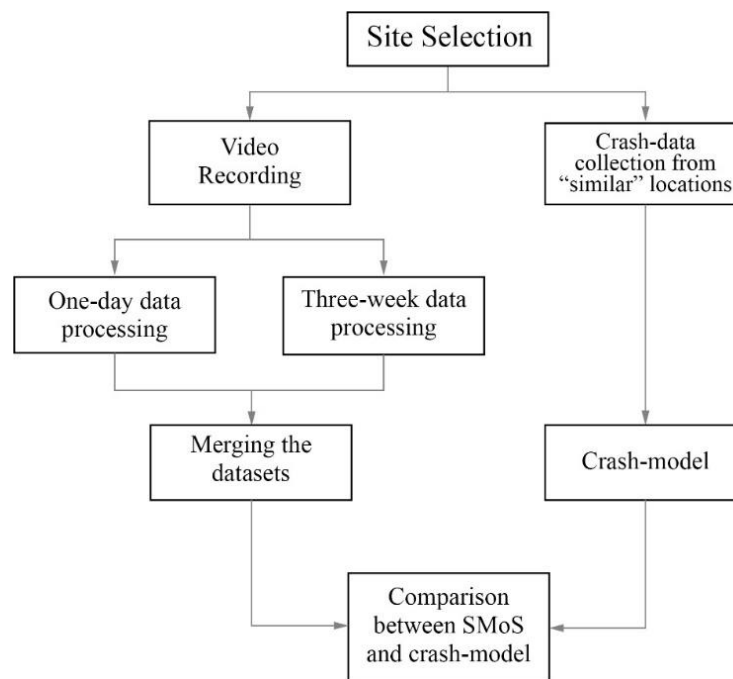 Site Selection
Video
Recording
Crash-data
collection from
“similar” locations
One-day data
processing
Three-week data
processing
Merging the
datasets
Crash-model
Comparison
between SMoS
and crash-model